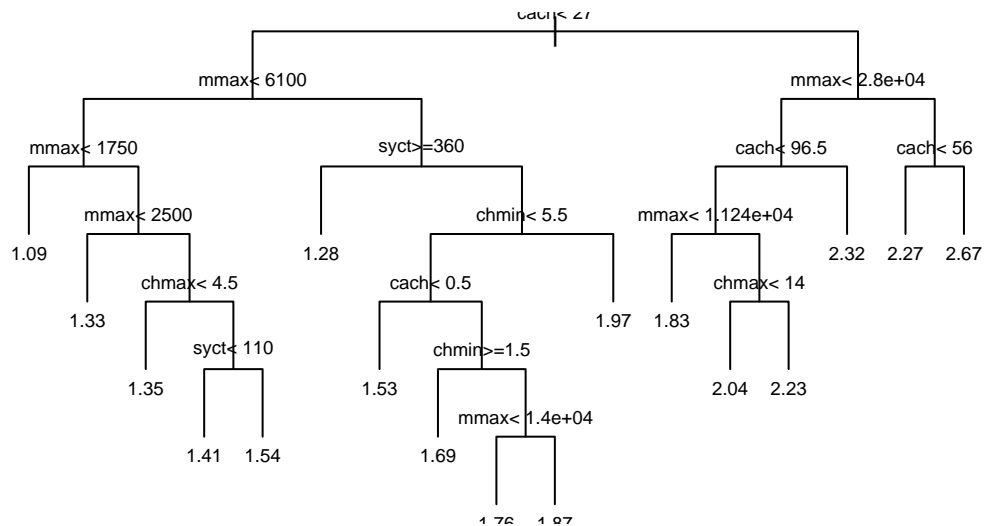 cach< 27
mmax< 6100
mmax< 2.8e+04
mmax< 1750
syct>=360
cach< 96.5
cach< 56
mmax< 2500
chmin< 5.5
mmax< 1.124e+04
1.09
1.28
2.32
2.27
2.67
chmax< 4.5
cach< 0.5
chmax< 14
1.33
1.97
1.83
syct< 110
chmin>=1.5
1.35
1.53
2.04
2.23
mmax< 1.4e+04
1.41
1.54
1.69
1.76
1.87